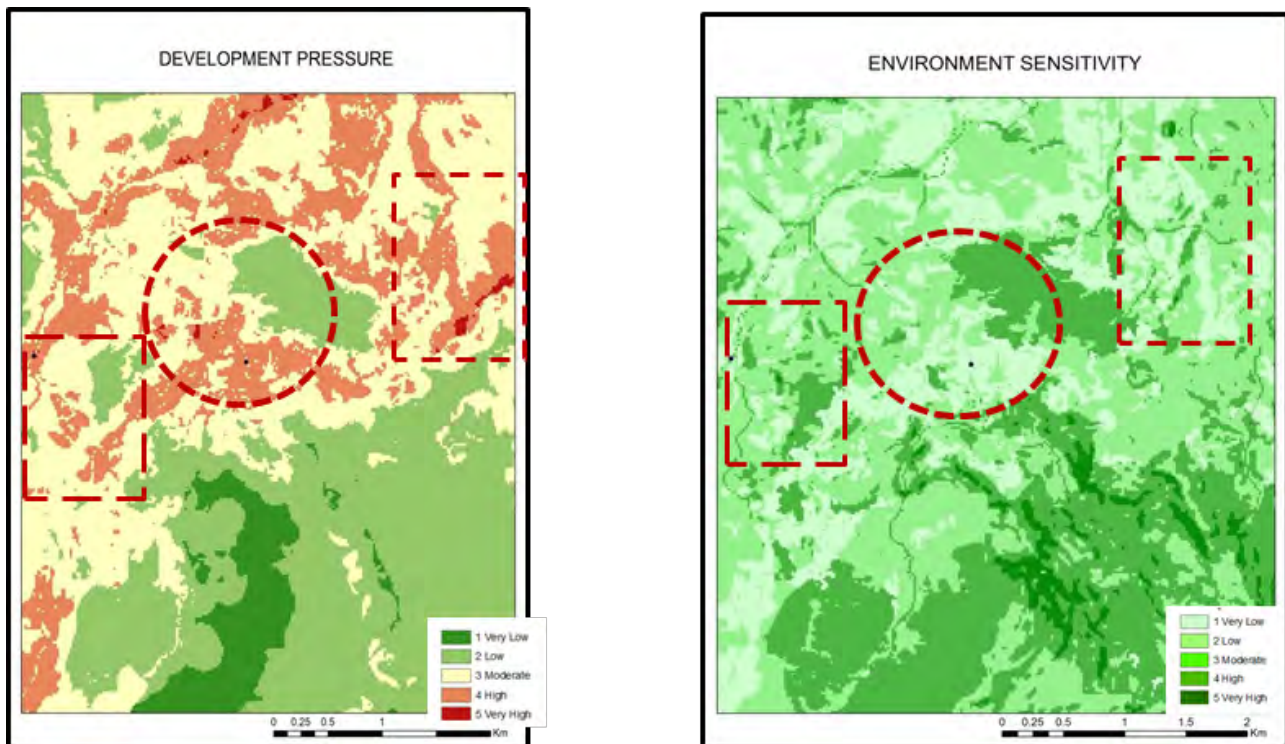 DEVELOPMENT PRESSURE
1 Very Low
2 Low
3 Moderate
4 High
5 Very High
0 0.25 0.5 1
Km
ENVIRONMENT SENSITIVITY
1 Very Low
2 Low
3 Moderate
4 High
5 Very High
0 0.25 0.5 1 1.5 2
Km